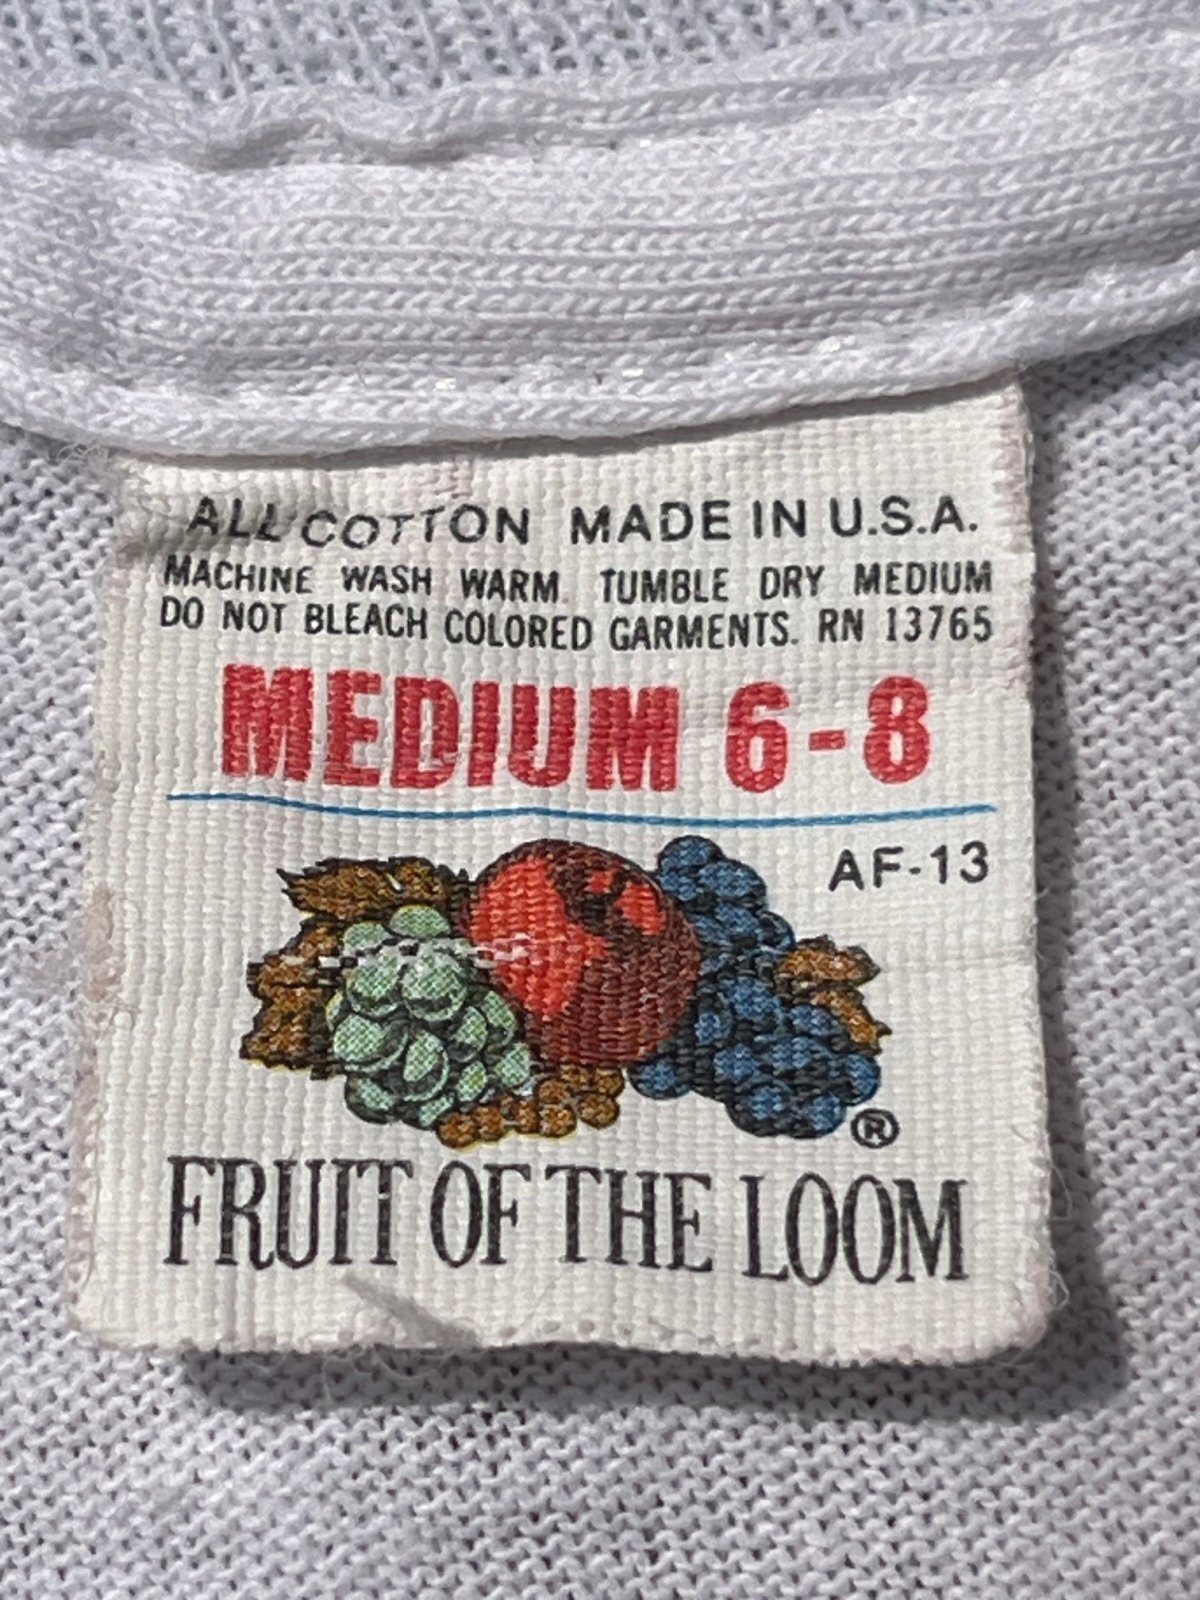 ALL COTTON MADE IN U.S.A.
MACHINE WASH WARM. TUMBLE DRY MEDIUM
DO NOT BLEACH COLORED GARMENTS. RN 13765
MEDIUM 6-8
AF-13
®
FRUIT OF THE LOOM